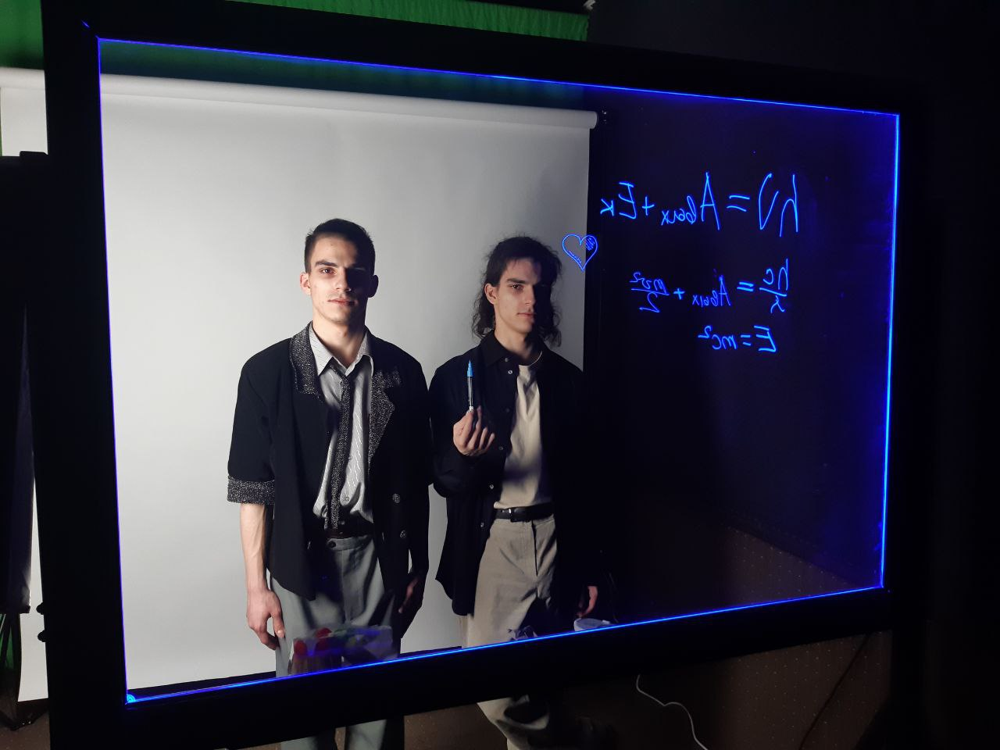 hν = Aвых + Eк
hc/λ = Aвых + mv²/2
E = mc²